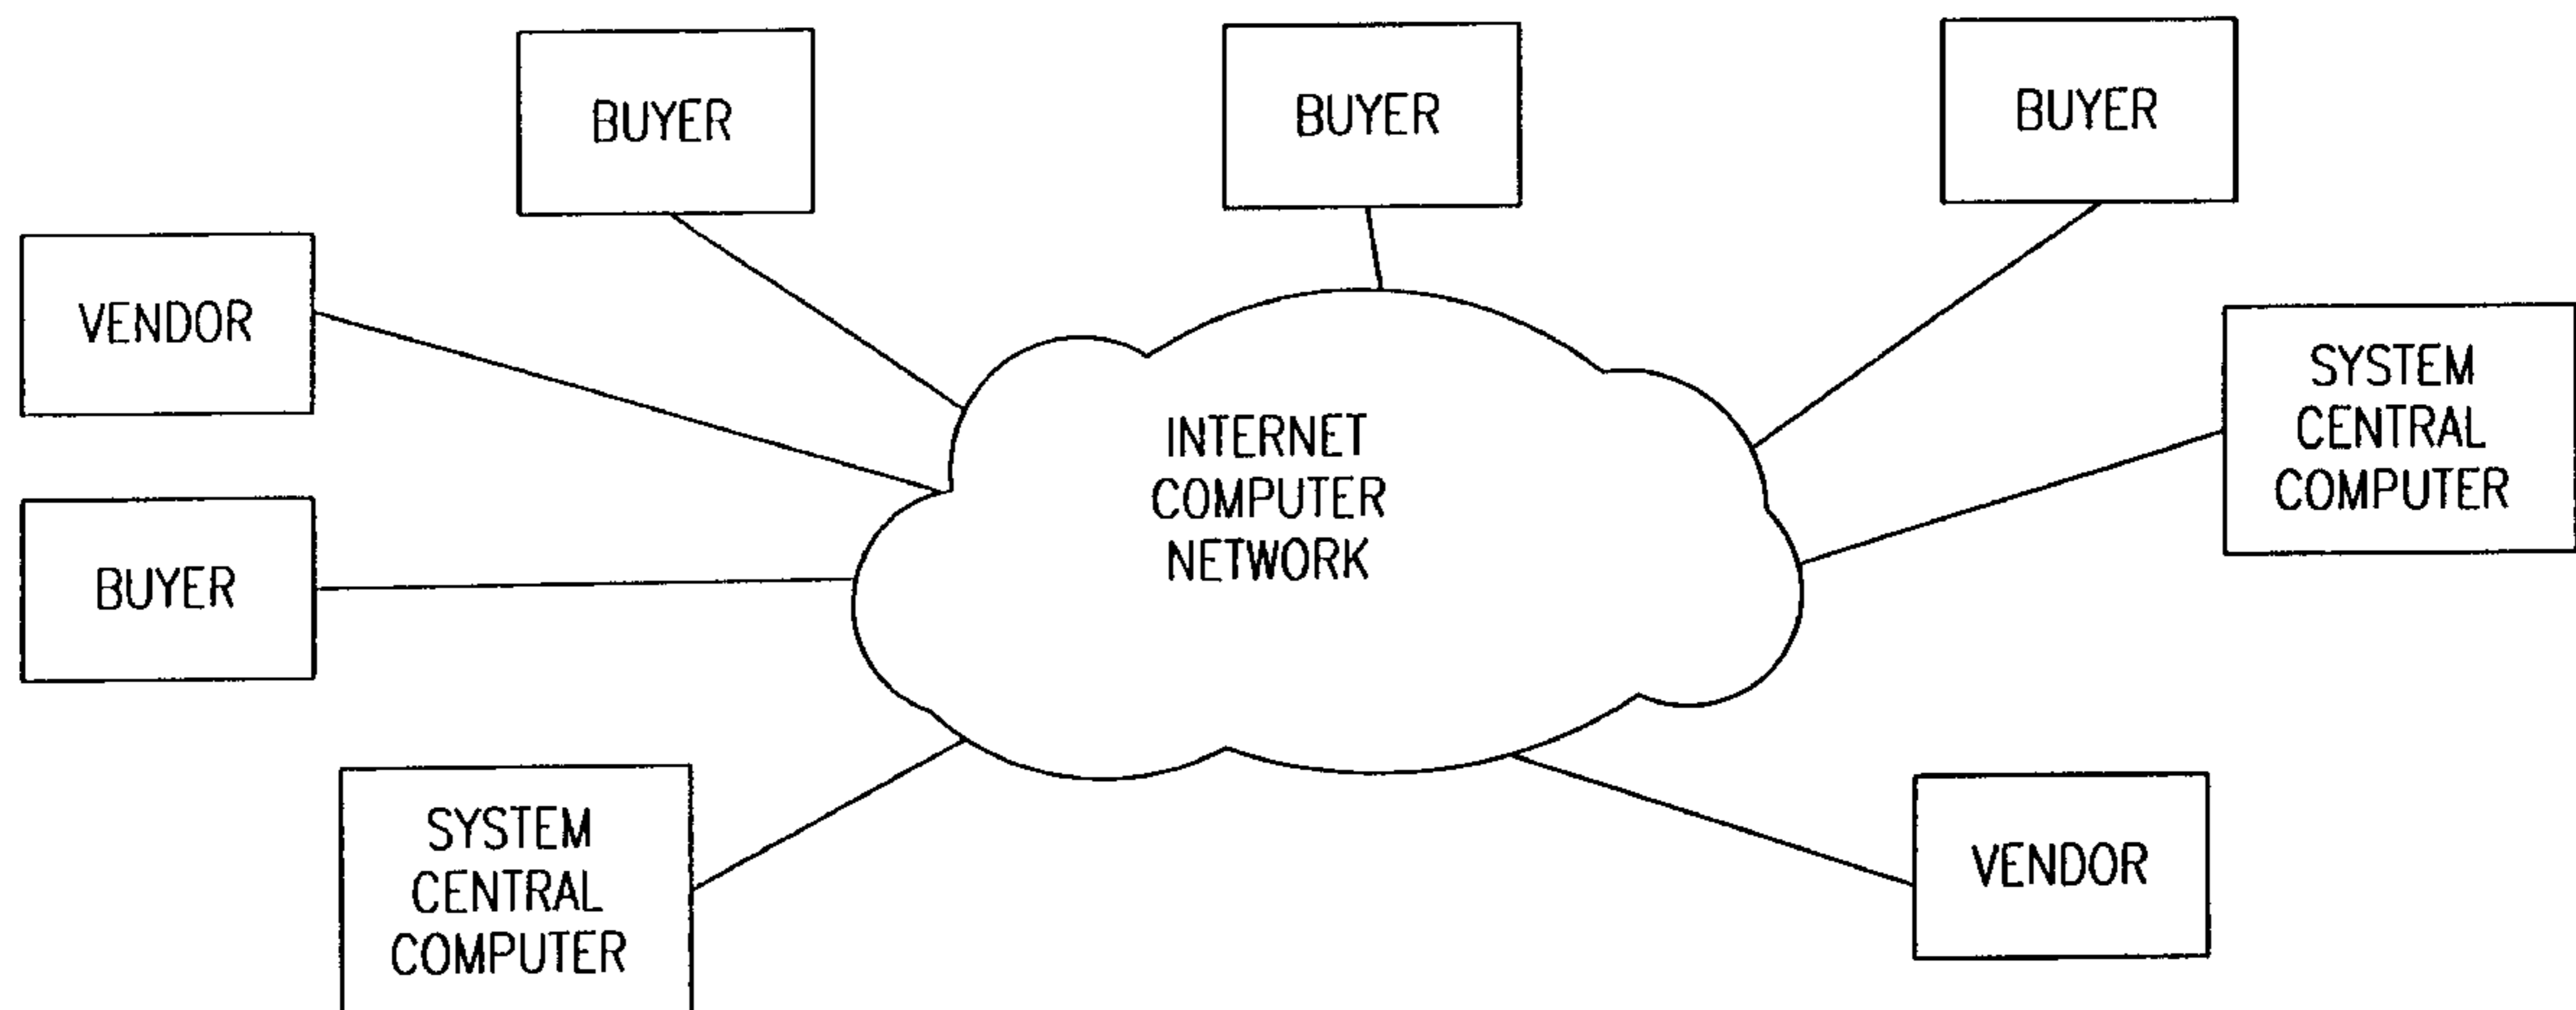 BUYER
BUYER
BUYER
VENDOR
SYSTEM
CENTRAL
COMPUTER
INTERNET
COMPUTER
NETWORK
BUYER
SYSTEM
CENTRAL
COMPUTER
VENDOR